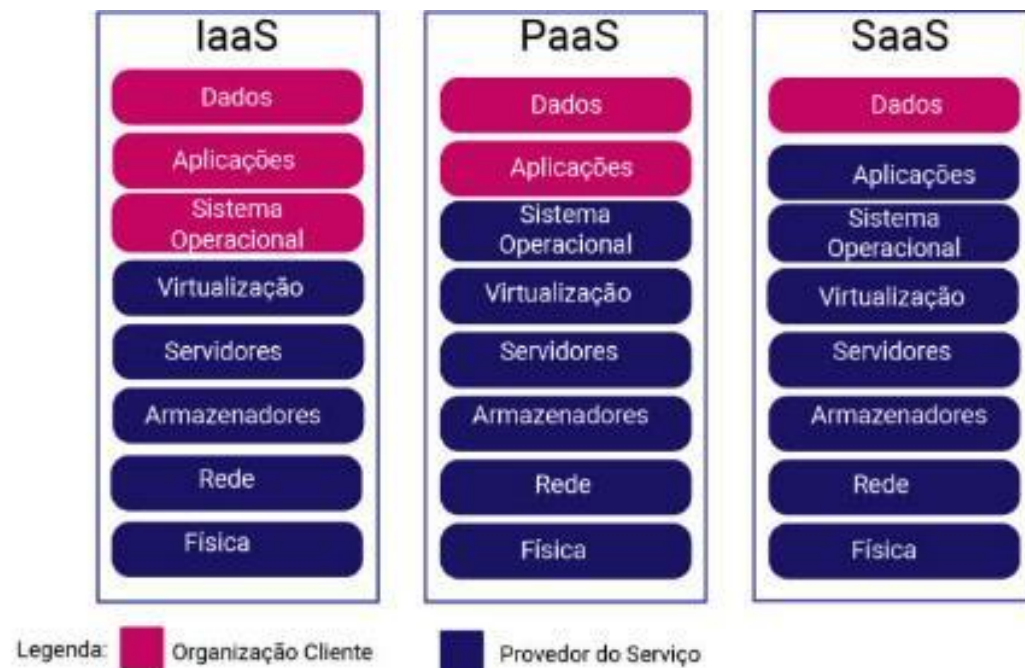 IaaS
Dados
Aplicações
Sistema
Operacional
Virtualização
Servidores
Armazenadores
Rede
Física
PaaS
Dados
Aplicações
Sistema
Operacional
Virtualização
Servidores
Armazenadores
Rede
Física
SaaS
Dados
Aplicações
Sistema
Operacional
Virtualização
Servidores
Armazenadores
Rede
Física
Legenda:
Organização Cliente
Provedor do Serviço